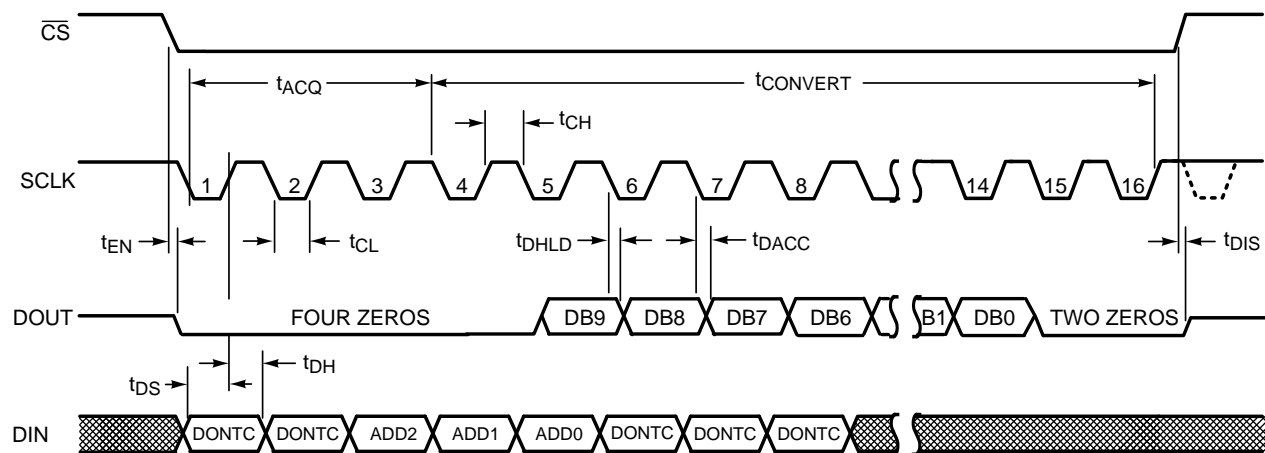 CS
tACQ
tCONVERT
tCH
SCLK
1 2 3 4 5 6 7 8 14 15 16
tEN
tCL
tDHLD
tDACC
tDIS
DOUT
FOUR ZEROS
DB9 DB8 DB7 DB6 B1 DB0 TWO ZEROS
tDS
tDH
DIN
DONTC DONTC ADD2 ADD1 ADD0 DONTC DONTC DONTC